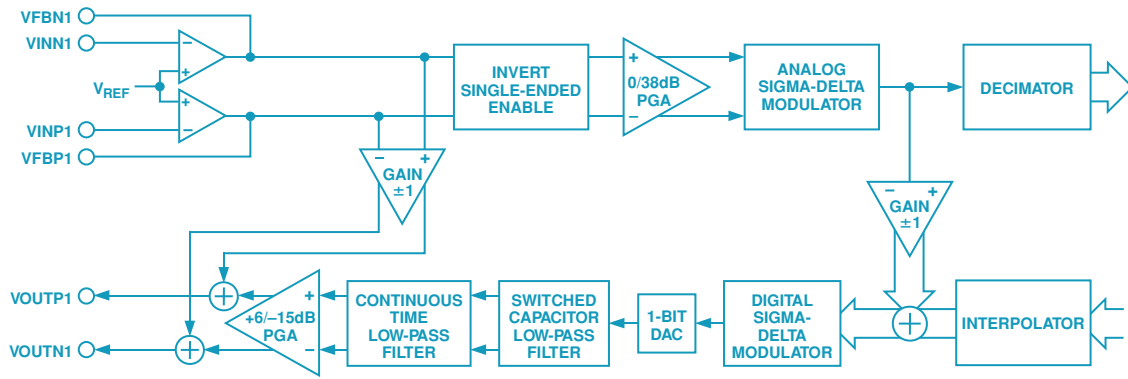 VFBN1
VINN1
VREF
VINP1
VFBP1
−
+
+
−
INVERT
SINGLE-ENDED
ENABLE
+
0/38dB
PGA
−
ANALOG
SIGMA-DELTA
MODULATOR
DECIMATOR
− +
GAIN
±1
− +
GAIN
±1
VOUTP1
VOUTN1
+
+
+
+6/–15dB
PGA
−
CONTINUOUS
TIME
LOW-PASS
FILTER
SWITCHED
CAPACITOR
LOW-PASS
FILTER
1-BIT
DAC
DIGITAL
SIGMA-
DELTA
MODULATOR
+
INTERPOLATOR